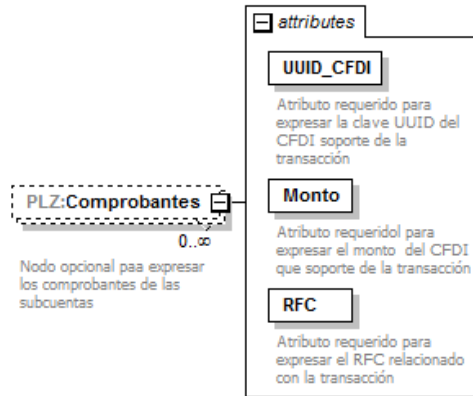 attributes
UUID_CFDI
Atributo requerido para
expresar la clave UUID del
CFDI soporte de la
transacción
PLZ:Comprobantes
0..∞
Nodo opcional paa expresar
los comprobantes de las
subcuentas
Monto
Atributo requeridol para
expresar el monto del CFDI
que soporte de la transacción
RFC
Atributo requerido para
expresar el RFC relacionado
con la transacción